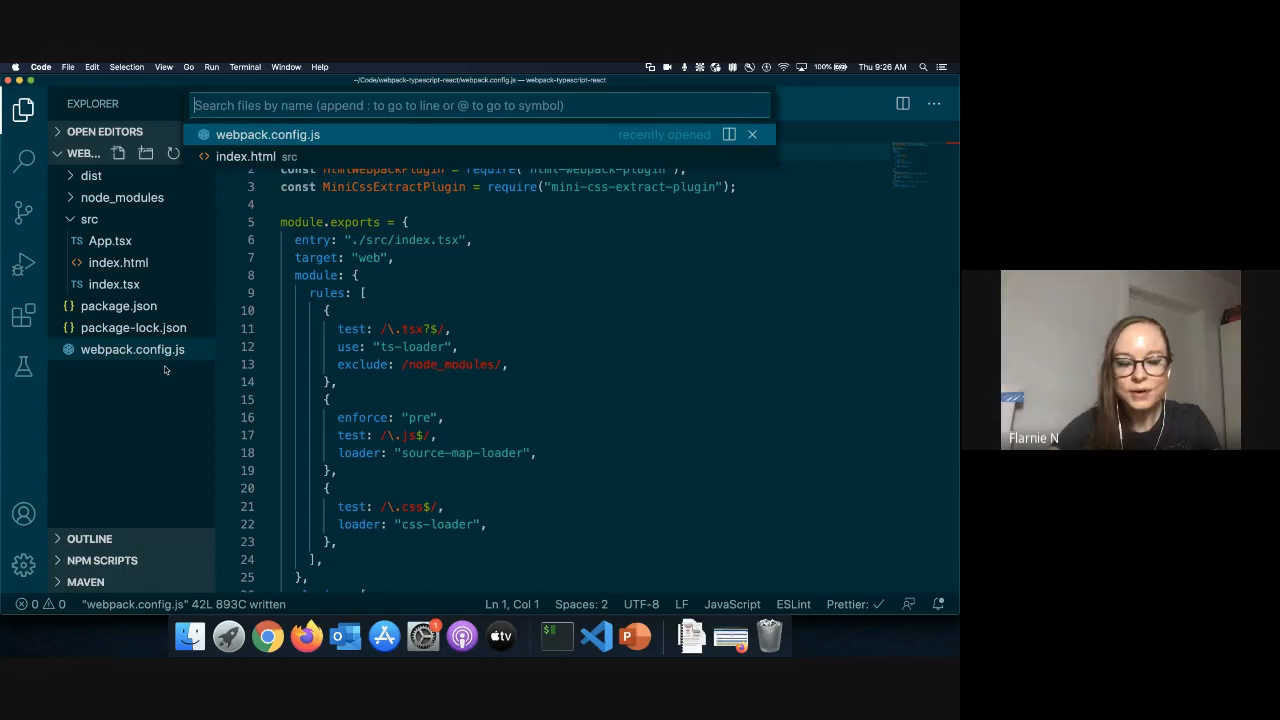 Code File Edit Selection View Go Run Terminal Window Help 100% Thu 9:26 AM
~/Code/webpack-typescript-react/webpack.config.js — webpack-typescript-react
EXPLORER
Search files by name (append : to go to line or @ to go to symbol)
OPEN EDITORS
webpack.config.js recently opened
WEB...
index.html src
dist
node_modules
src
App.tsx
index.html
index.tsx
package.json
package-lock.json
webpack.config.js
OUTLINE
NPM SCRIPTS
MAVEN
2 const HtmlWebpackPlugin = require("html-webpack-plugin");
3 const MiniCssExtractPlugin = require("mini-css-extract-plugin");
4
5 module.exports = {
6 entry: "./src/index.tsx",
7 target: "web",
8 module: {
9 rules: [
10 {
11 test: /\.tsx?$/,
12 use: "ts-loader",
13 exclude: /node_modules/,
14 },
15 {
16 enforce: "pre",
17 test: /\.js$/,
18 loader: "source-map-loader",
19 },
20 {
21 test: /\.css$/,
22 loader: "css-loader",
23 },
24 ],
25 },
0 0 "webpack.config.js" 42L 893C written Ln 1, Col 1 Spaces: 2 UTF-8 LF JavaScript ESLint Prettier: ✓
Flarnie N
tv